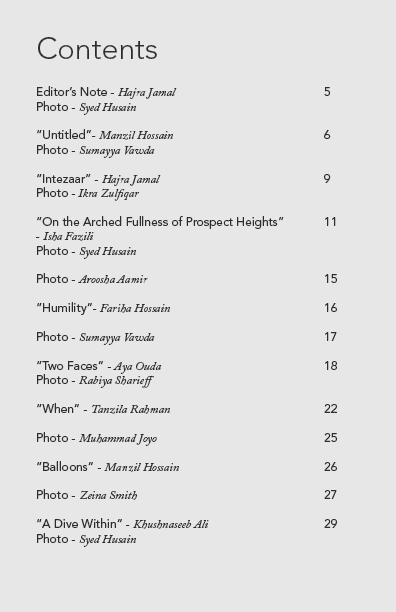 Contents
Editor’s Note - Hajra Jamal 5
Photo - Syed Husain
“Untitled”- Manzil Hossain 6
Photo - Sumayya Vawda
“Intezaar” - Hajra Jamal 9
Photo - Ikra Zulfiqar
“On the Arched Fullness of Prospect Heights” 11
- Isha Fazili
Photo - Syed Husain
Photo - Aroosha Aamir 15
“Humility”- Fariha Hossain 16
Photo - Sumayya Vawda 17
“Two Faces” - Aya Ouda 18
Photo - Rabiya Sharieff
“When” - Tanzila Rahman 22
Photo - Muhammad Joyo 25
“Balloons” - Manzil Hossain 26
Photo - Zeina Smith 27
“A Dive Within” - Khushnaseeb Ali 29
Photo - Syed Husain